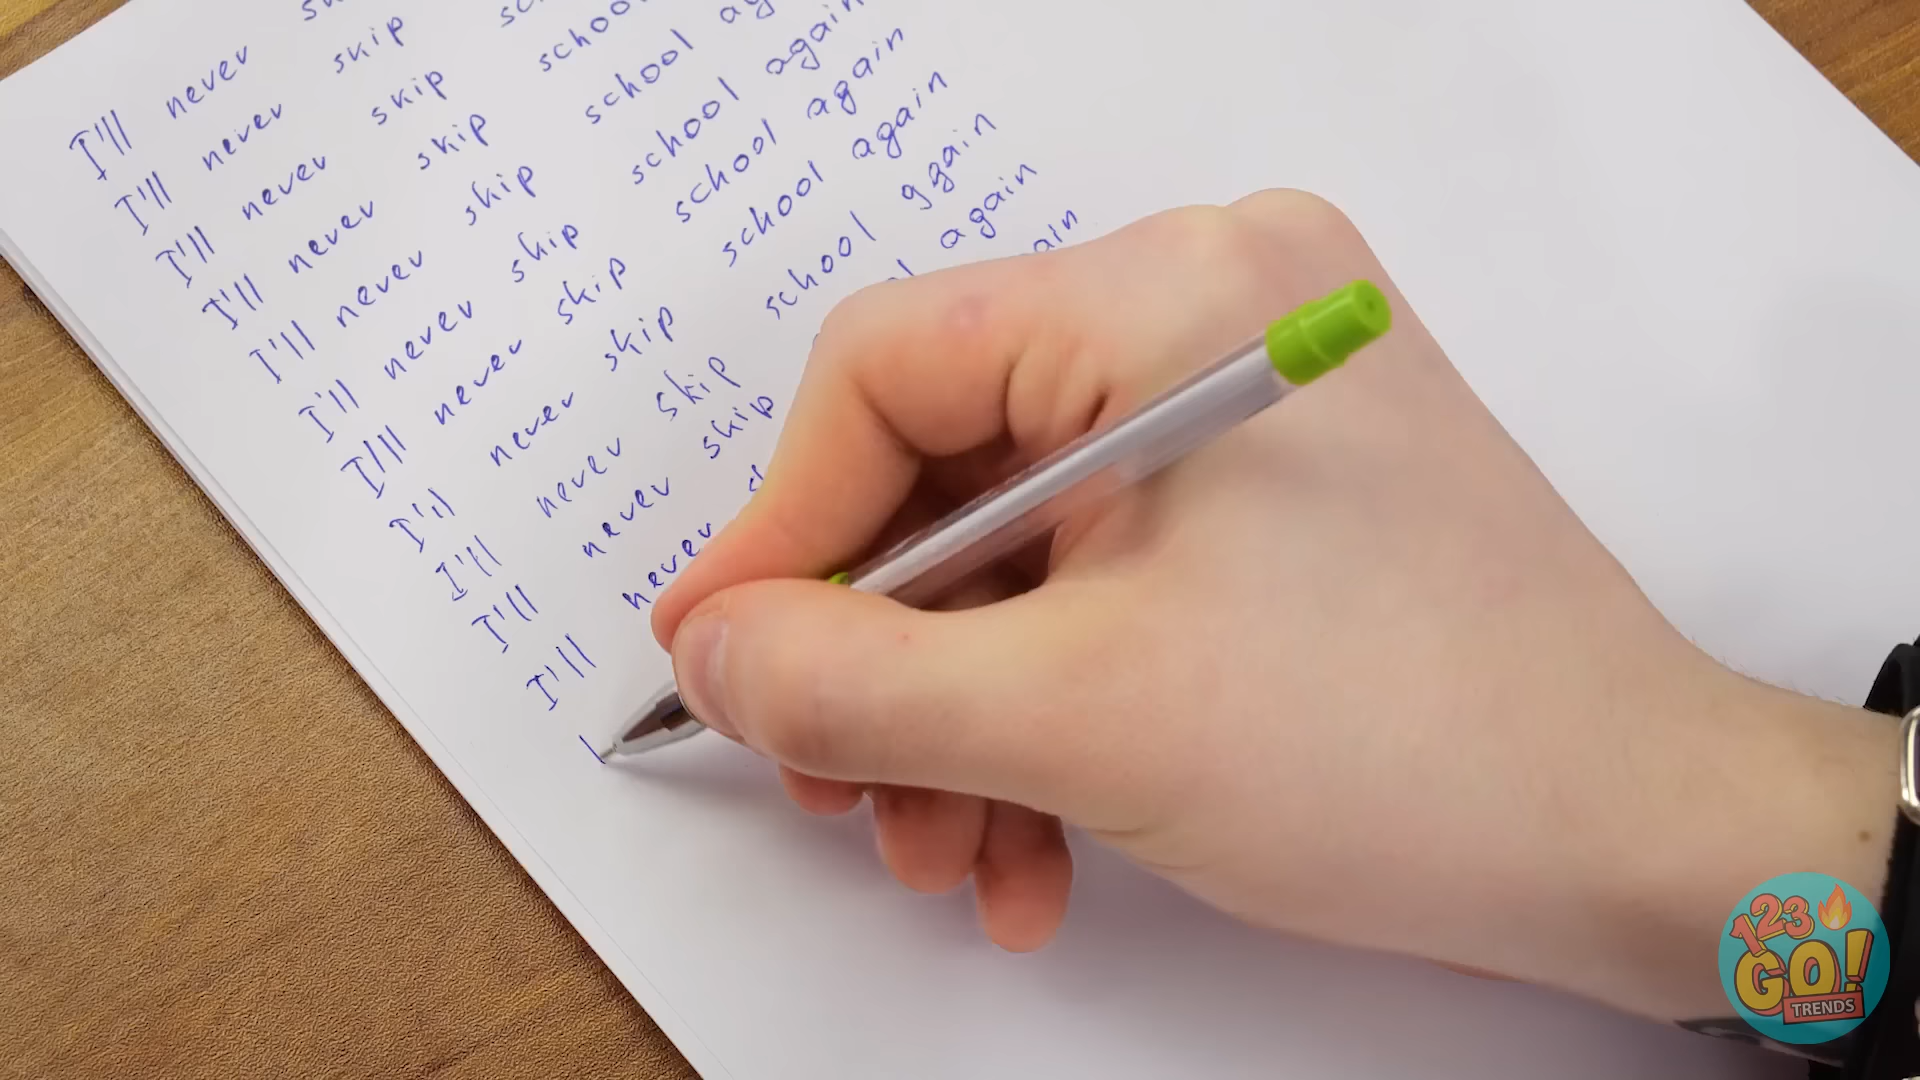 I'll never
I'll never skip
I'll never skip school
I'll never skip school
I'll never skip school again
I'll never skip school again
I'll never skip school again
I'll never skip school ggain
I'll never skip again
I'll never skip
I'll never
123 GO! TRENDS